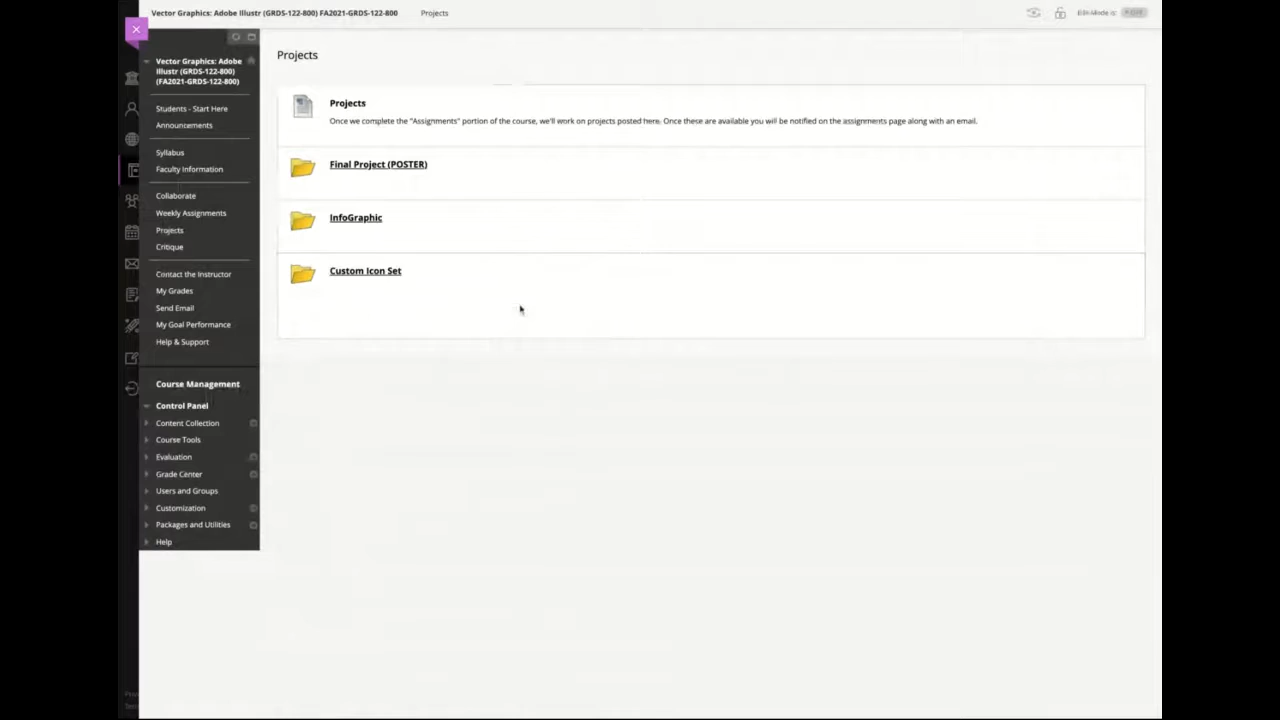 Vector Graphics: Adobe Illustr (GRDS-122-800) FA2021-GRDS-122-800
Projects
Vector Graphics: Adobe
Illustr (GRDS-122-800)
(FA2021-GRDS-122-800)
Students - Start Here
Announcements
Syllabus
Faculty Information
Collaborate
Weekly Assignments
Projects
Critique
Contact the Instructor
My Grades
Send Email
My Goal Performance
Help & Support
Course Management
Control Panel
Content Collection
Course Tools
Evaluation
Grade Center
Users and Groups
Customization
Packages and Utilities
Help
Projects
Projects
Once we complete the "Assignments" portion of the course, we'll work on projects posted here. Once these are available you will be notified on the assignments page along with an email.
Final Project (POSTER)
InfoGraphic
Custom Icon Set